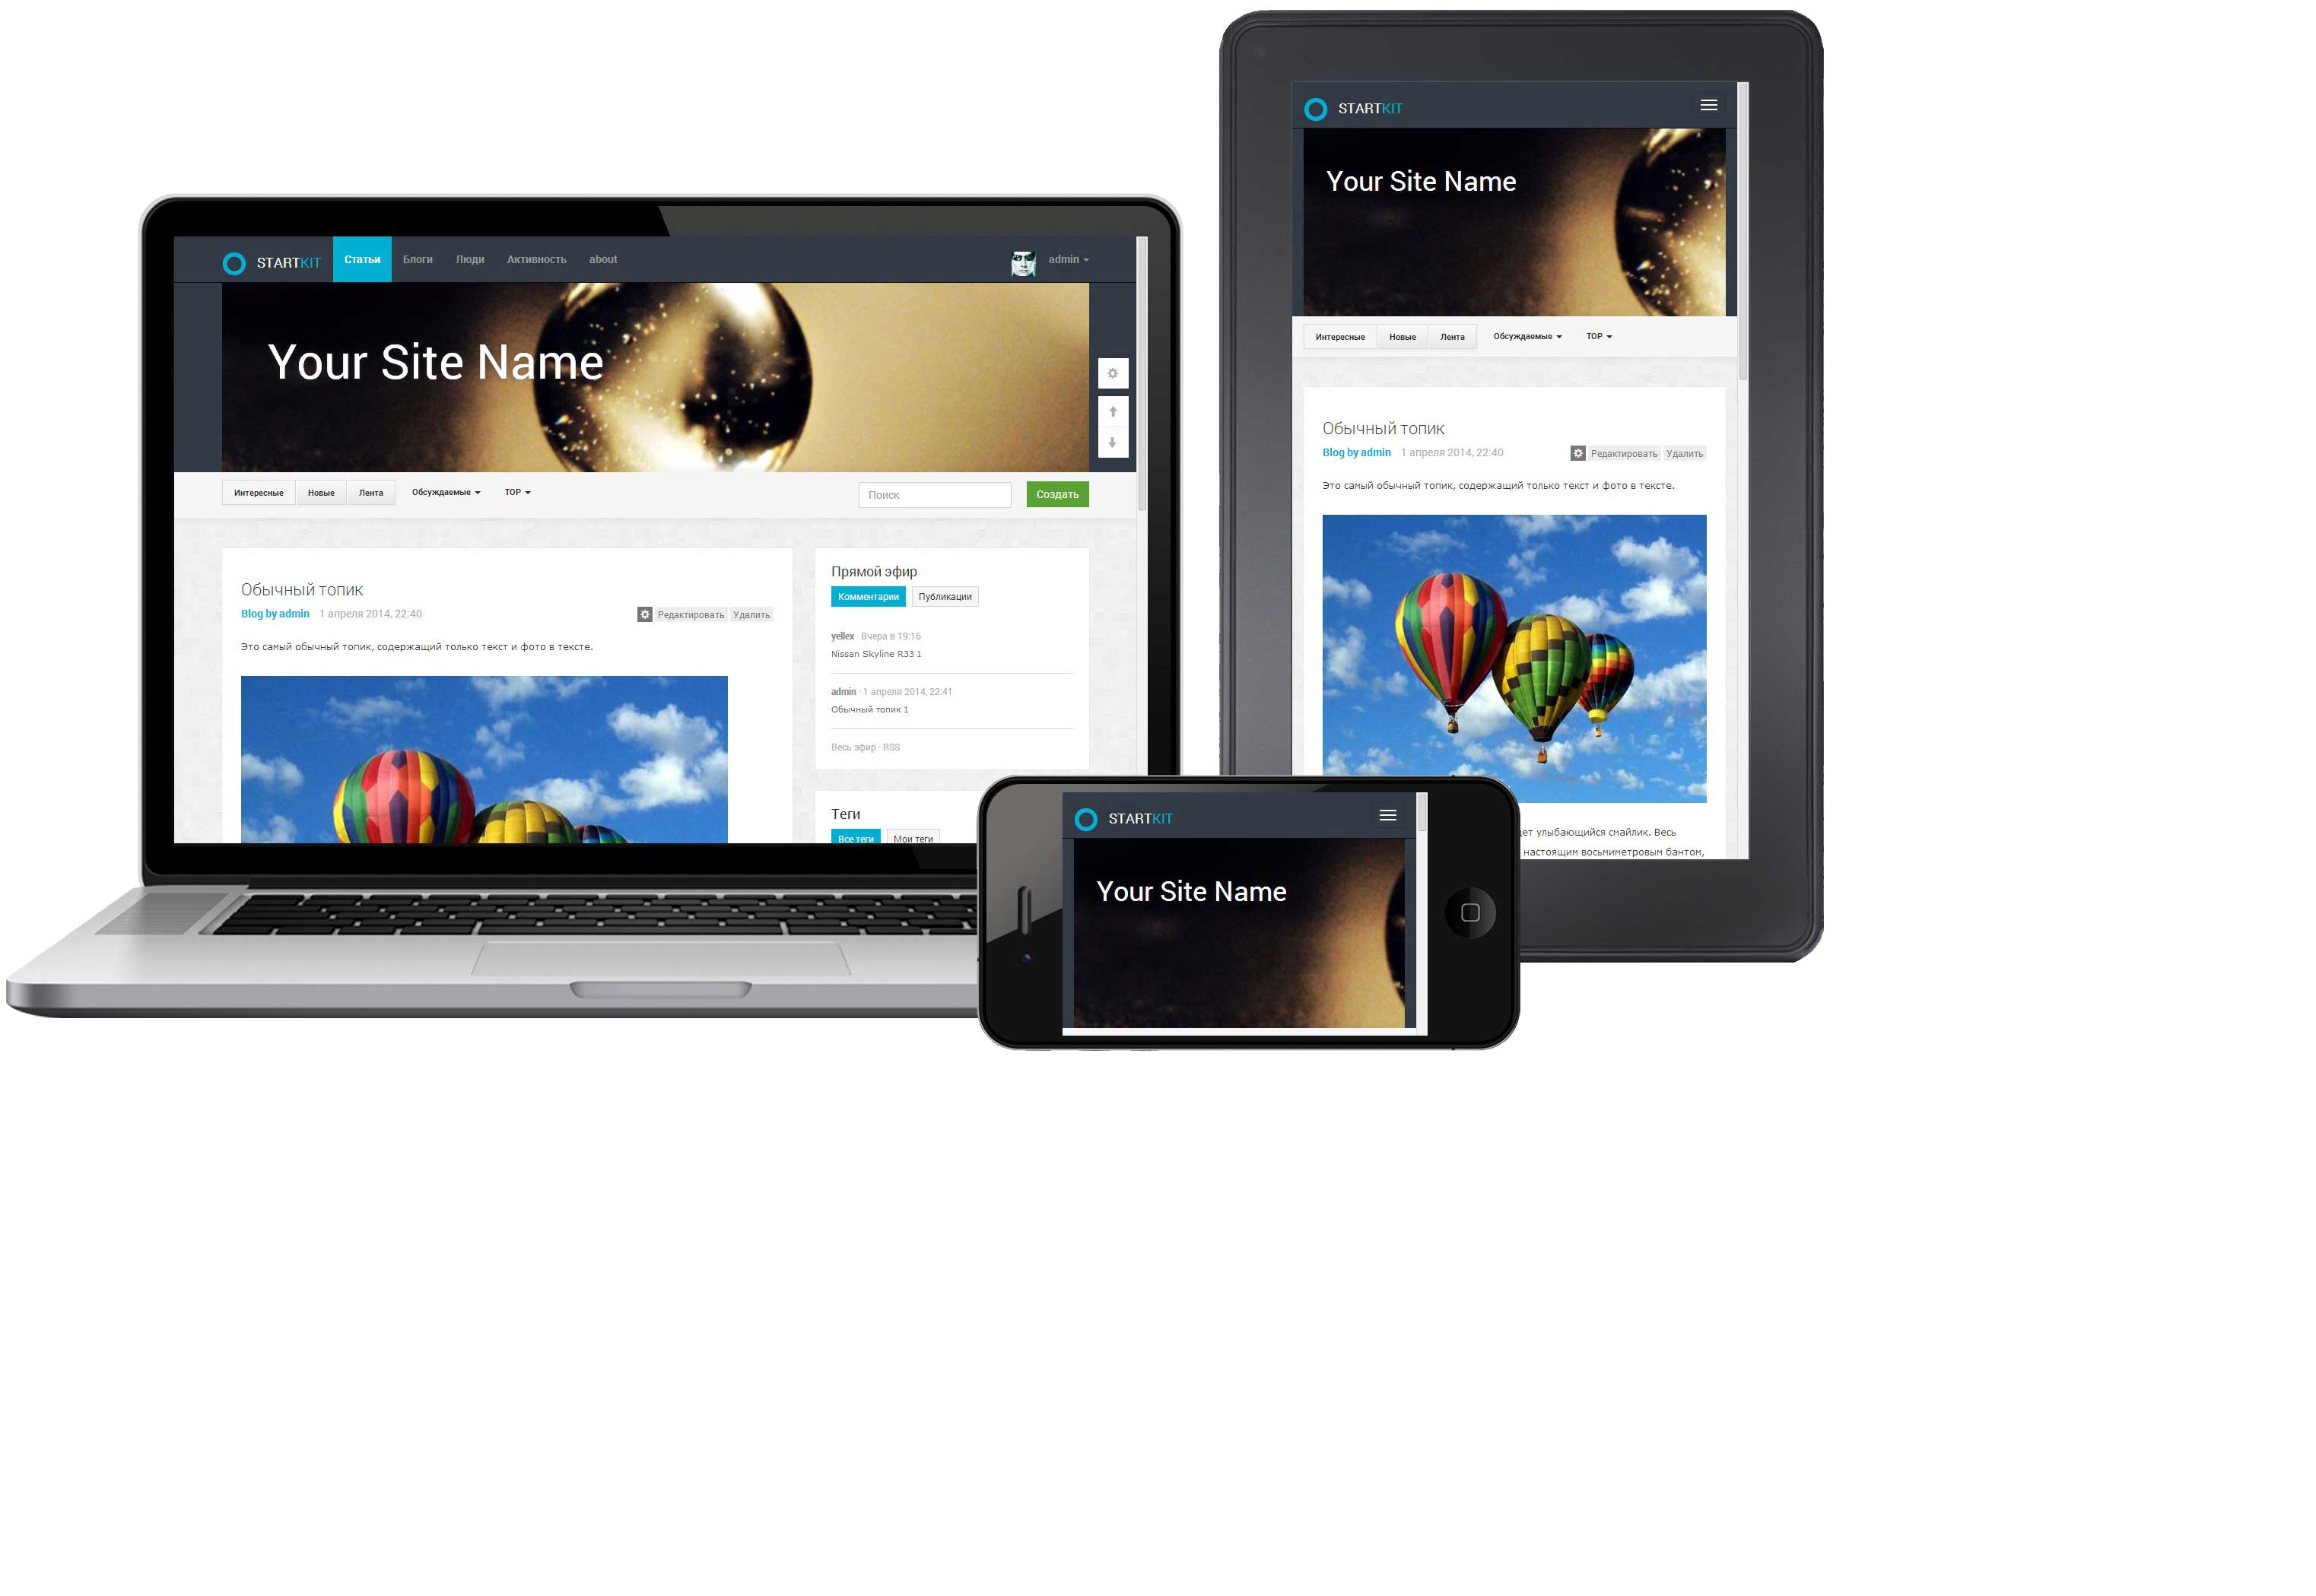 STARTKIT Статьи Блоги Люди Активность about admin
Your Site Name
Интересные Новые Лента Обсуждаемые TOP Поиск Создать
Обычный топик
Blog by admin 1 апреля 2014, 22:40 Редактировать Удалить
Это самый обычный топик, содержащий только текст и фото в тексте.
Прямой эфир
Комментарии Публикации
yellex · Вчера в 19:16
Nissan Skyline R33 1
admin · 1 апреля 2014, 22:41
Обычный топик 1
Весь эфир · RSS
Теги
Все теги Мои теги
STARTKIT
Your Site Name
Интересные Новые Лента Обсуждаемые TOP
Обычный топик
Blog by admin 1 апреля 2014, 22:40 Редактировать Удалить
Это самый обычный топик, содержащий только текст и фото в тексте.
улыбающийся смайлик. Весь
настоящим восьмиметровым бантом,
STARTKIT
Your Site Name